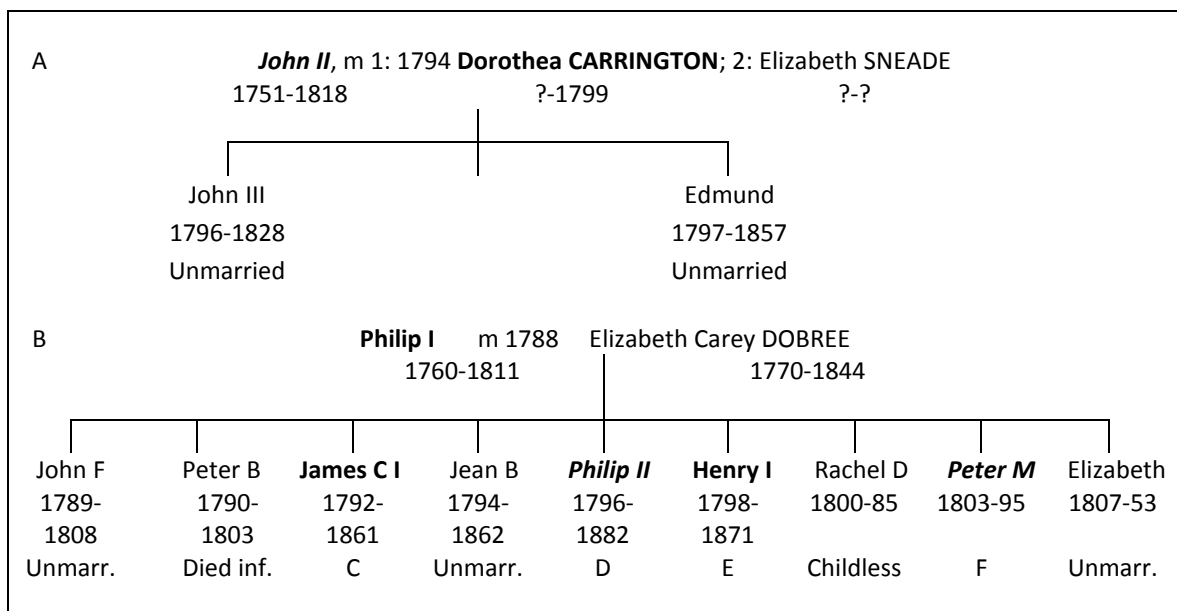 A John II, m 1: 1794 Dorothea CARRINGTON; 2: Elizabeth SNEADE
1751-1818 ?-1799 ?-?
John III Edmund
1796-1828 1797-1857
Unmarried Unmarried
B Philip I m 1788 Elizabeth Carey DOBREE
1760-1811 1770-1844
John F Peter B James C I Jean B Philip II Henry I Rachel D Peter M Elizabeth
1789- 1790- 1792- 1794- 1796- 1798- 1800-85 1803-95 1807-53
1808 1803 1861 1862 1882 1871
Unmarr. Died inf. C Unmarr. D E Childless F Unmarr.